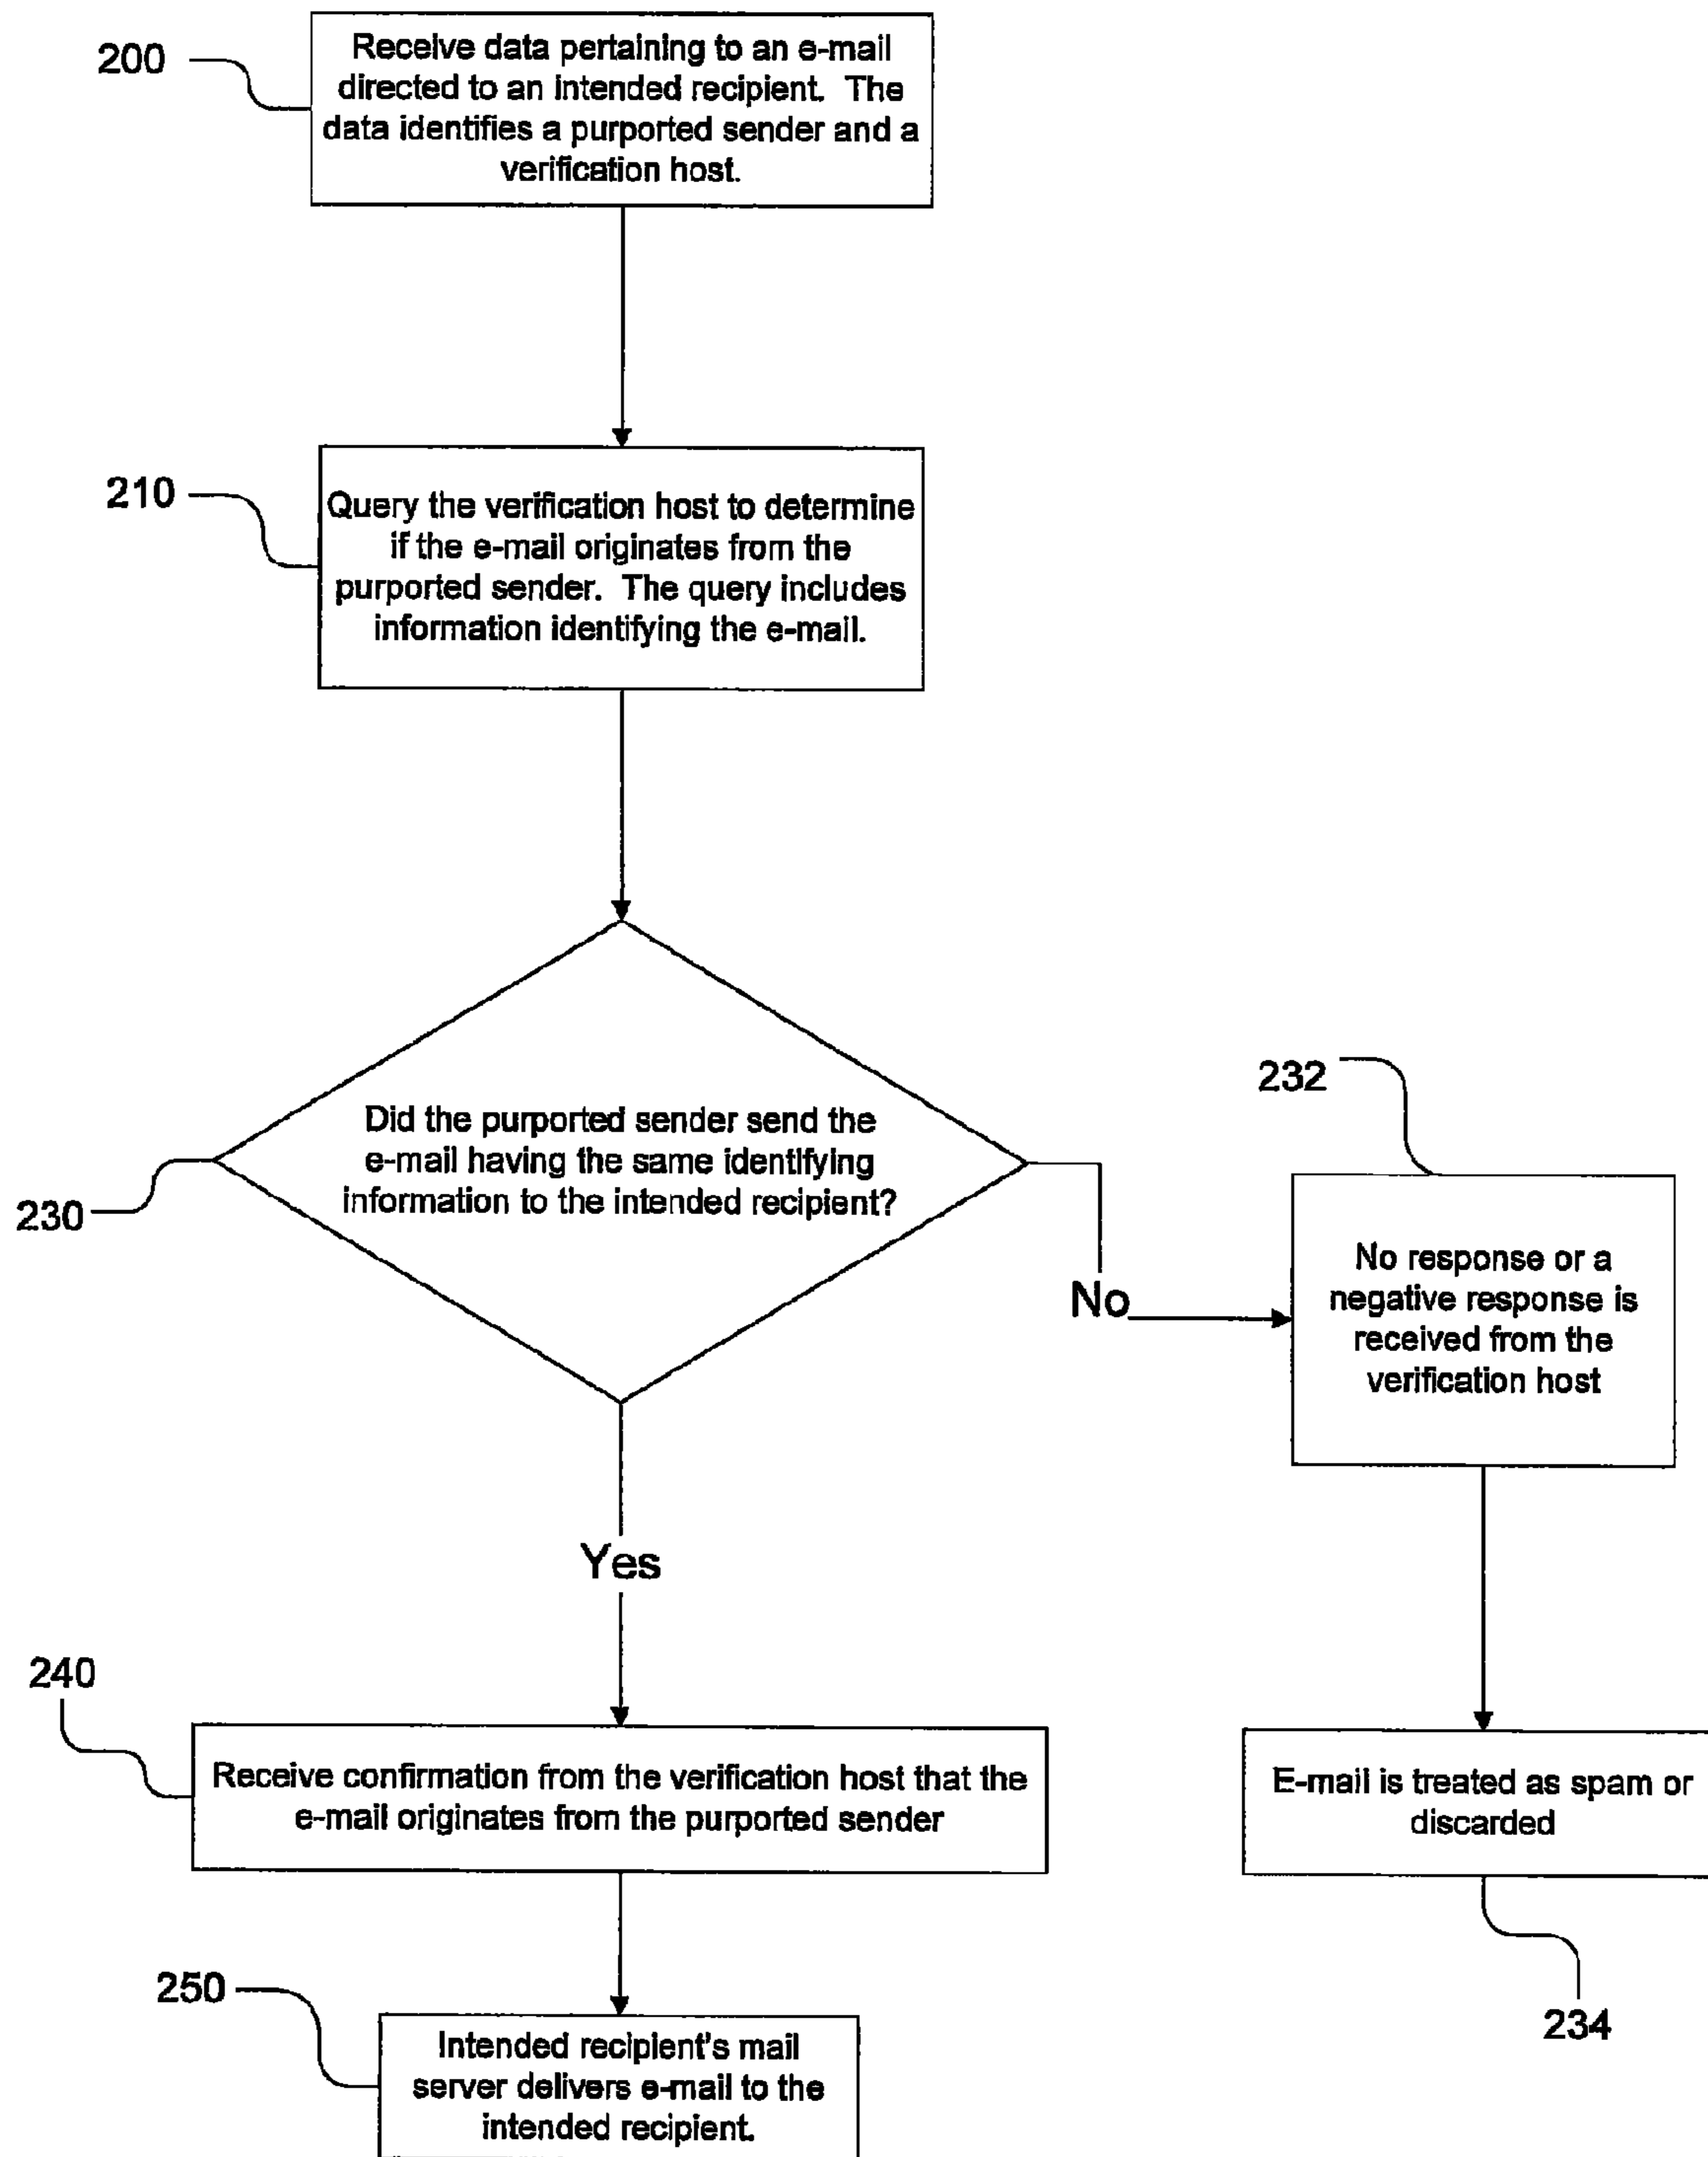 200
Receive data pertaining to an e-mail
directed to an intended recipient. The
data identifies a purported sender and a
verification host.
210
Query the verification host to determine
if the e-mail originates from the
purported sender. The query includes
information identifying the e-mail.
230
Did the purported sender send the
e-mail having the same identifying
information to the intended recipient?
No
232
No response or a
negative response is
received from the
verification host
Yes
240
Receive confirmation from the verification host that the
e-mail originates from the purported sender
E-mail is treated as spam or
discarded
234
250
Intended recipient's mail
server delivers e-mail to the
intended recipient.